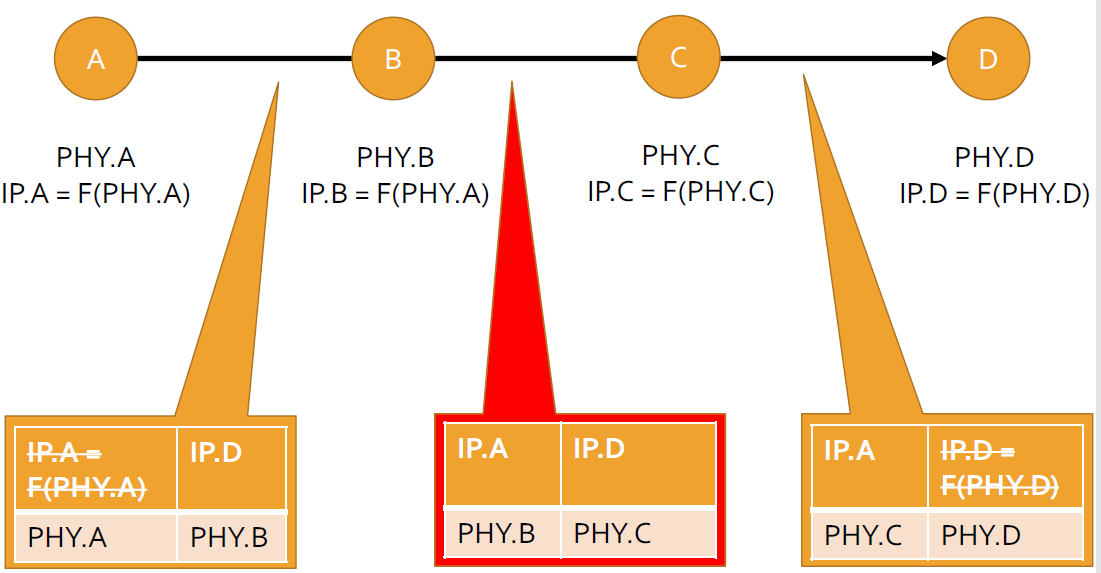 A
B
C
D
PHY.A
IP.A = F(PHY.A)
PHY.B
IP.B = F(PHY.A)
PHY.C
IP.C = F(PHY.C)
PHY.D
IP.D = F(PHY.D)
IP.A =
F(PHY.A)
IP.D
PHY.A
PHY.B
IP.A
IP.D
PHY.B
PHY.C
IP.A
IP.D =
F(PHY.D)
PHY.C
PHY.D